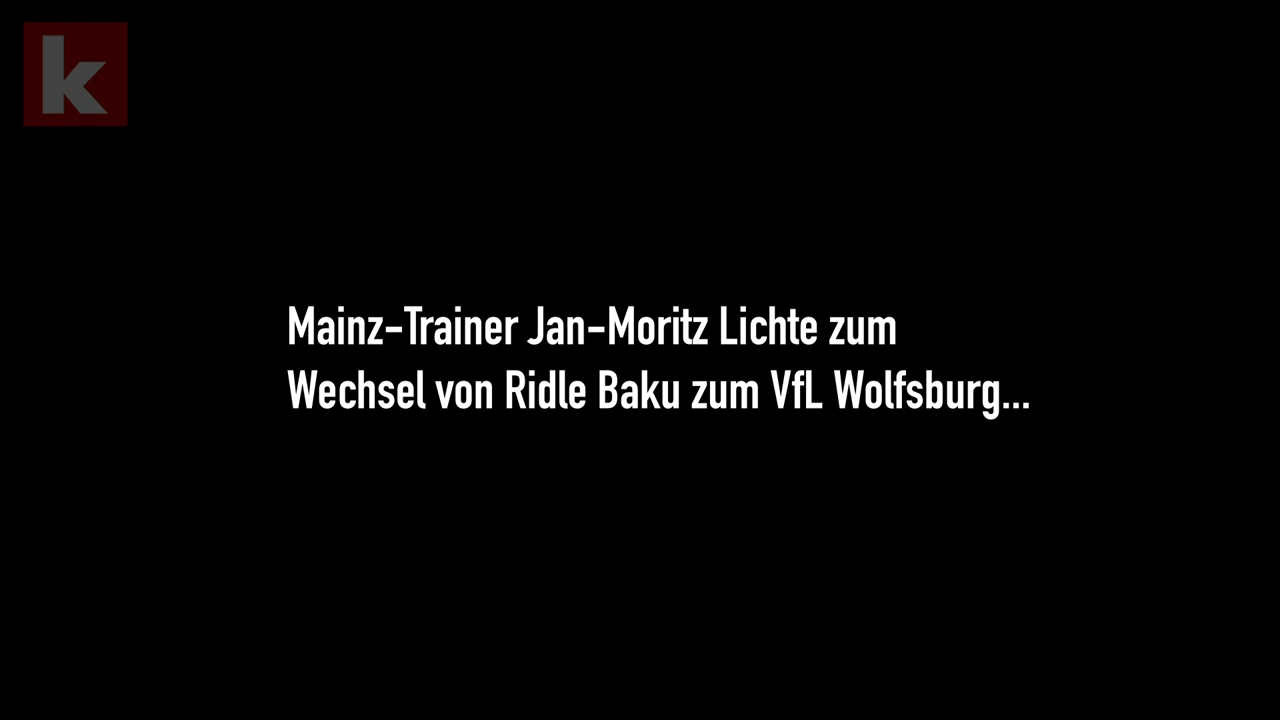 k
Mainz-Trainer Jan-Moritz Lichte zum
Wechsel von Ridle Baku zum VfL Wolfsburg...